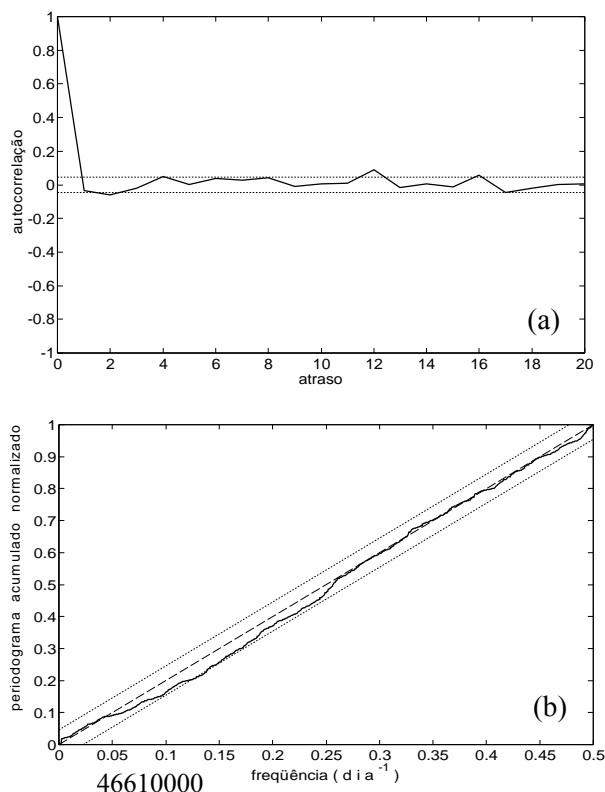 1
0.8
0.6
0.4
0.2
0
-0.2
-0.4
-0.6
-0.8
-1
0 2 4 6 8 10 12 14 16 18 20
autocorrelação
atraso
(a)
1
0.9
0.8
0.7
0.6
0.5
0.4
0.3
0.2
0.1
0
0 0.05 0.1 0.15 0.2 0.25 0.3 0.35 0.4 0.45 0.5
periodograma acumulado normalizado
freqüência ( d i a -1 )
(b)
46610000